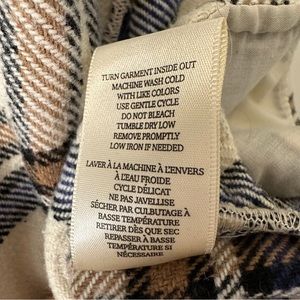 TURN GARMENT INSIDE OUT
MACHINE WASH COLD
WITH LIKE COLORS
USE GENTLE CYCLE
DO NOT BLEACH
TUMBLE DRY LOW
REMOVE PROMPTLY
LOW IRON IF NEEDED
LAVER À LA MACHINE À L'ENVERS
À L'EAU FROIDE
CYCLE DÉLICAT
NE PAS JAVELLISE
SÉCHER PAR CULBUTAGE À
BASSE TEMPÉRATURE
RETIRER DÈS QUE SEC
REPASSER À BASSE
TEMPÉRATURE SI
NÉCESSAIRE